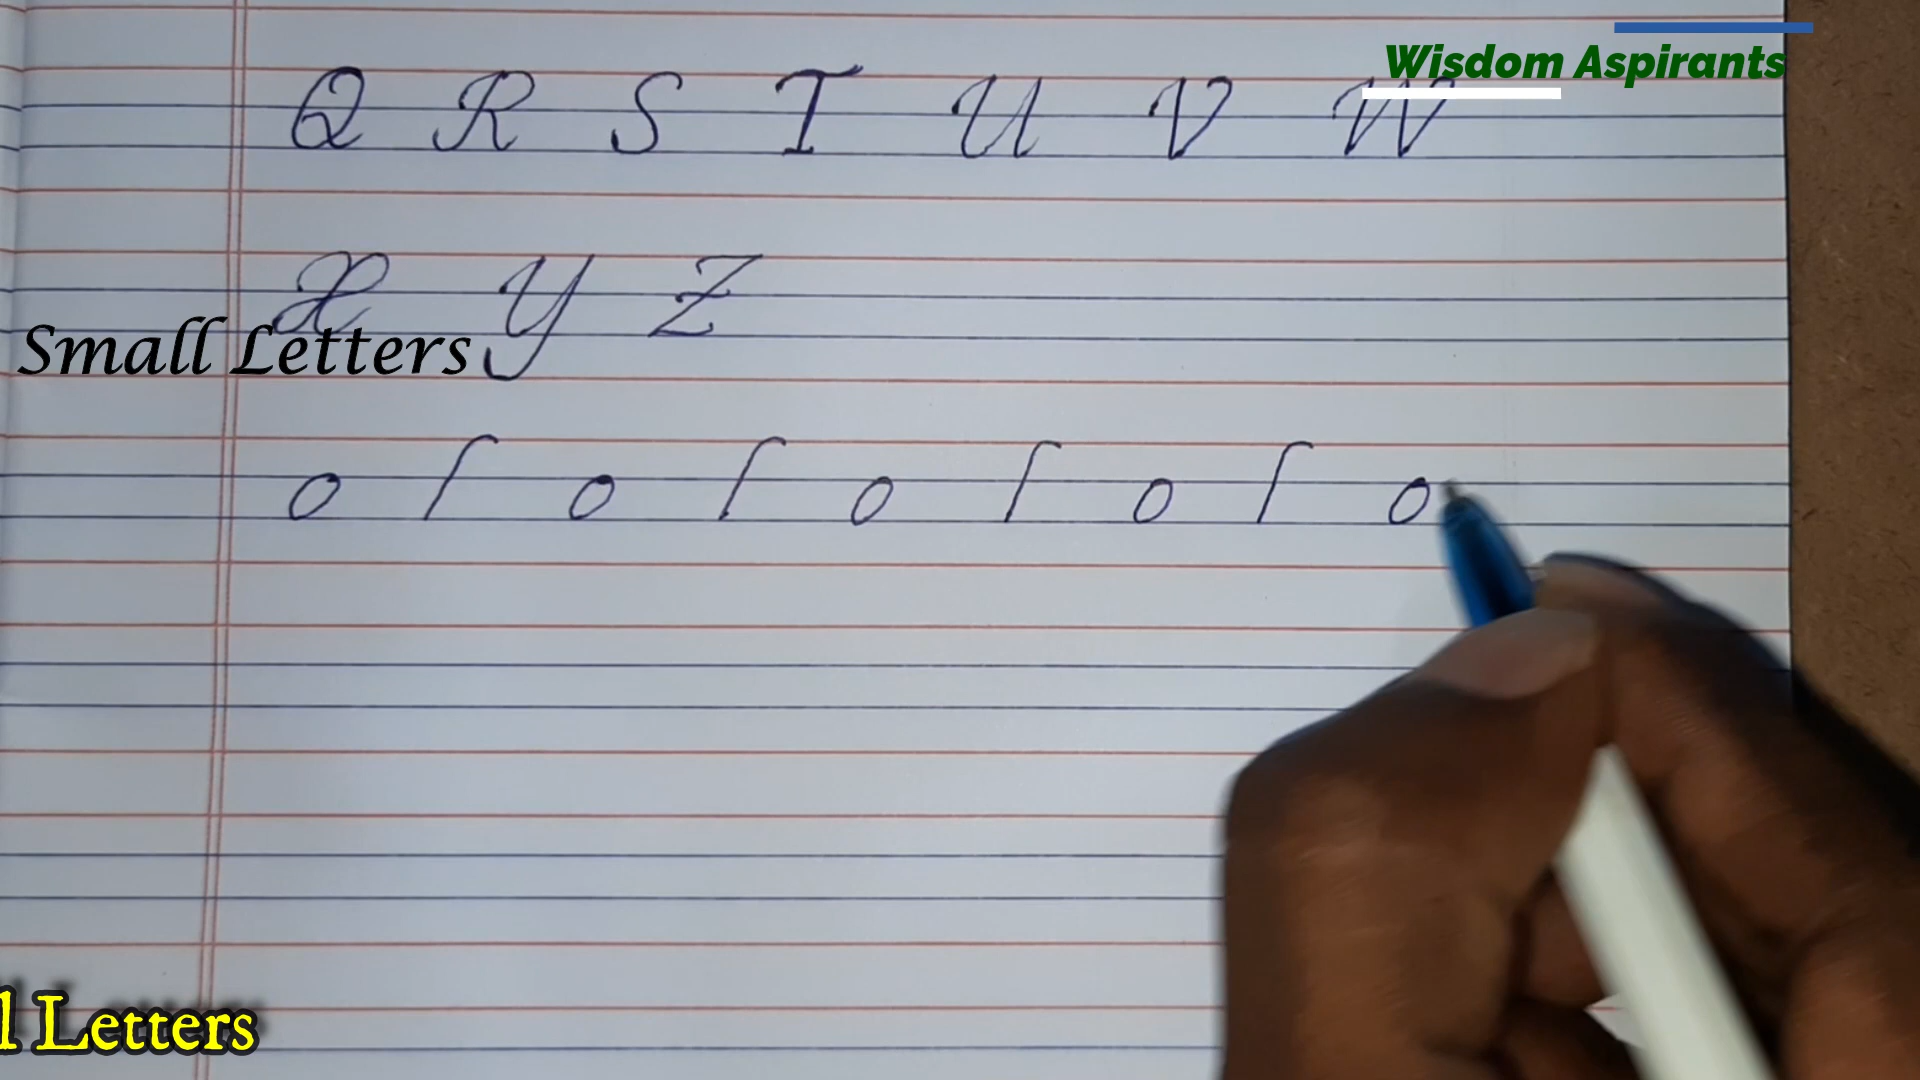 Wisdom Aspirants
Q R S T U V W
X Y Z
Small Letters
o ſ o ſ o ſ o ſ o
l Letters